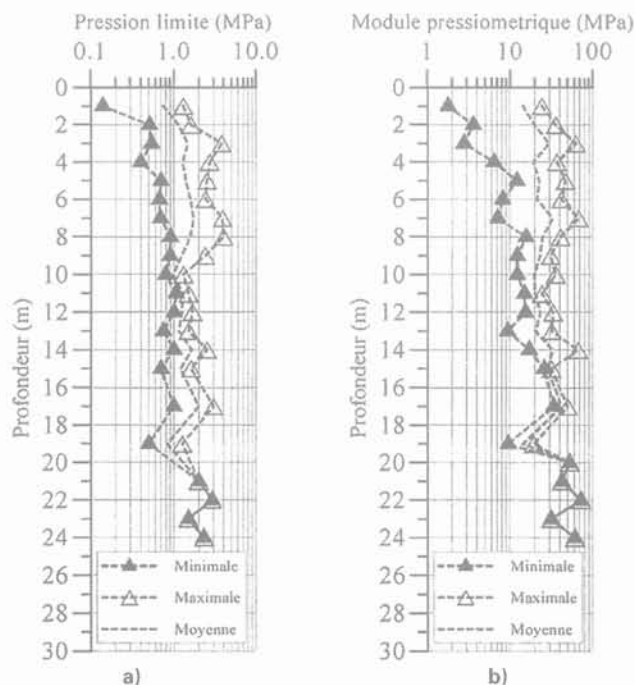 Pression limite (MPa)
0.1 1.0 10.0
Profondeur (m)
0
2
4
6
8
10
12
14
16
18
20
22
24
26
28
30
Minimale
Maximale
Moyenne
a)
Module pressiometrique (MPa)
1 10 100
Profondeur (m)
0
2
4
6
8
10
12
14
16
18
20
22
24
26
28
30
Minimale
Maximale
Moyenne
b)